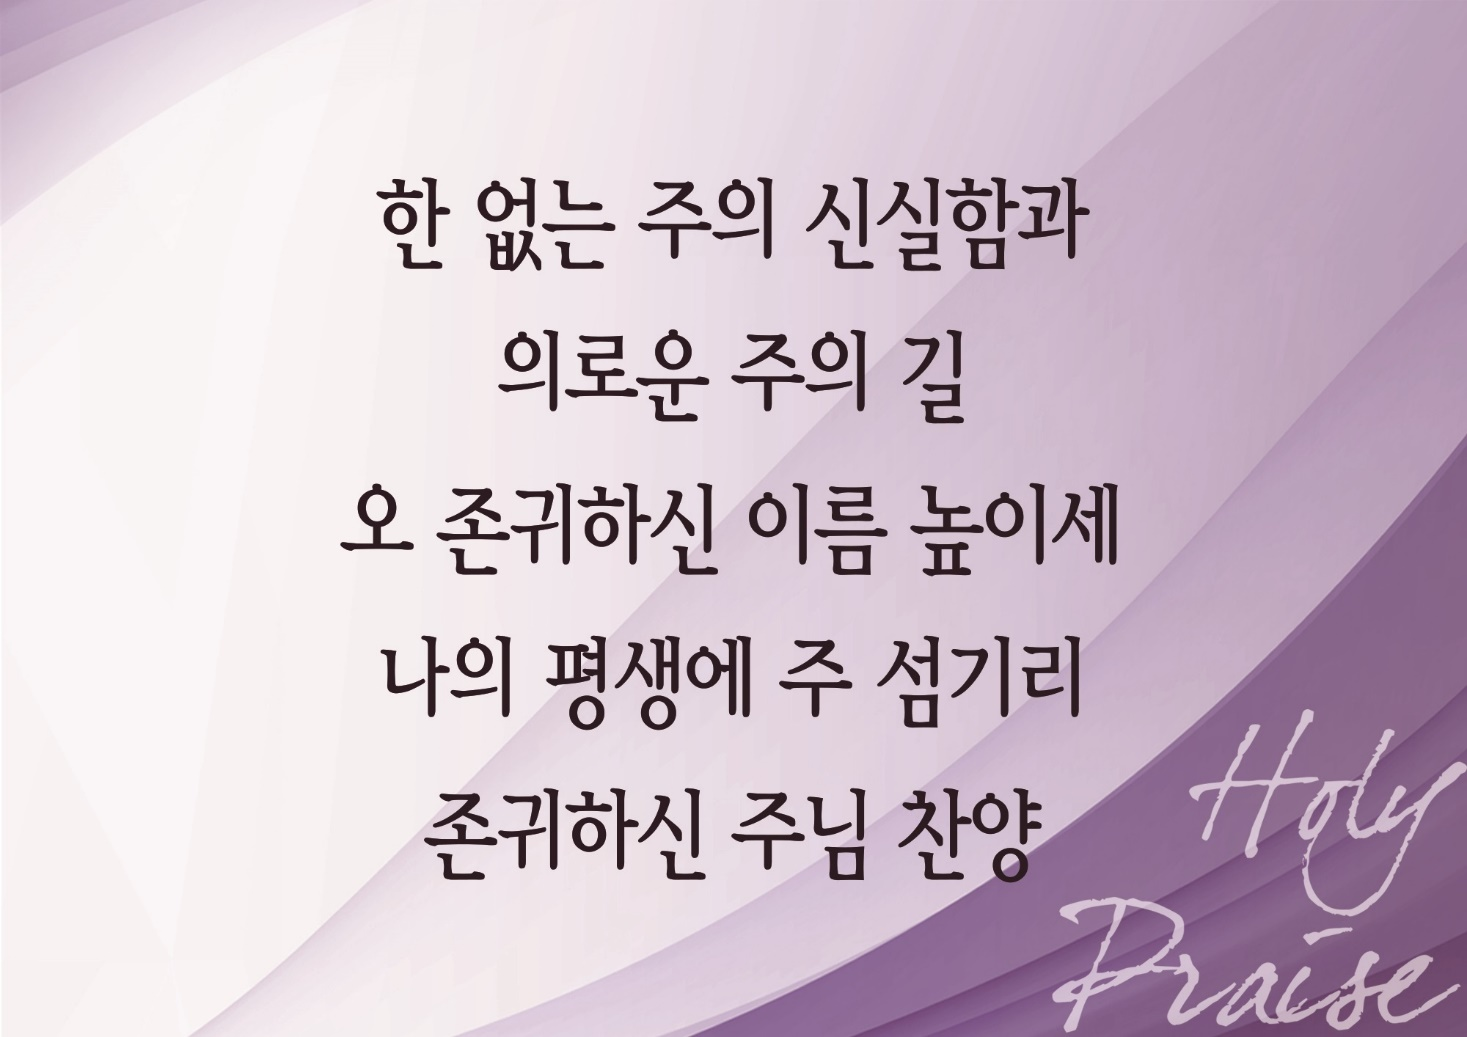 한 없는 주의 신실함과
의로운 주의 길
오 존귀하신 이름 높이세
나의 평생에 주 섬기리
존귀하신 주님 찬양
Holy
Praise